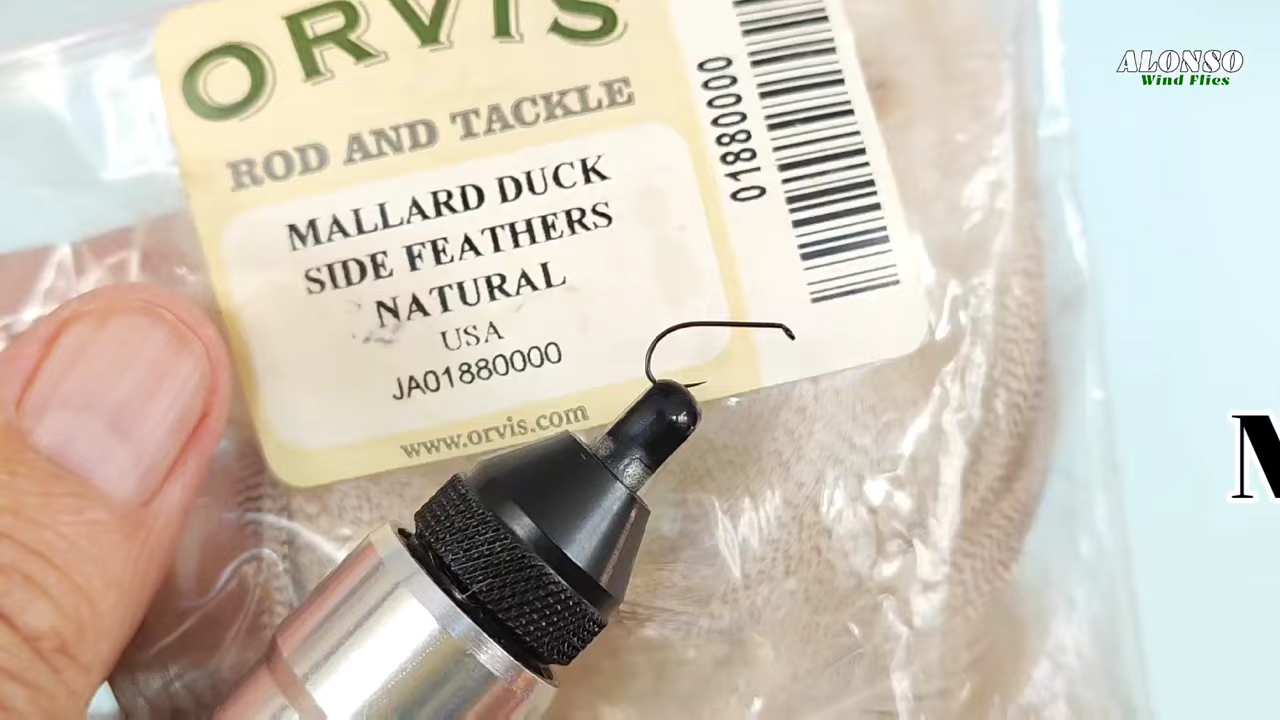 ORVIS
ROD AND TACKLE
MALLARD DUCK
SIDE FEATHERS
NATURAL
USA
JA01880000
www.orvis.com
01880000
ALONSO
Wind Flies